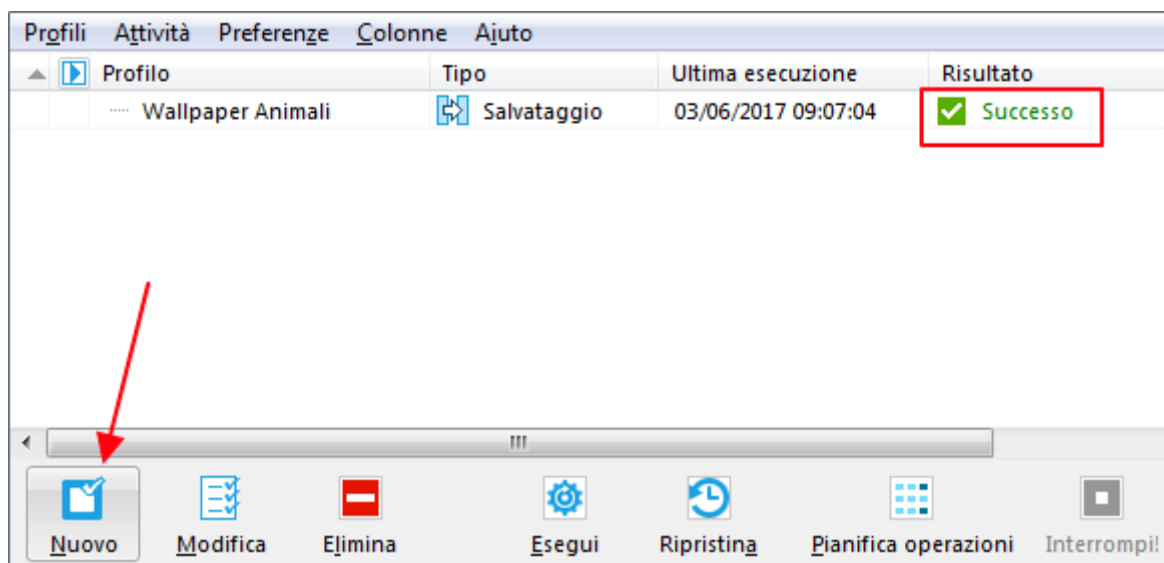 Profili Attività Preferenze Colonne Aiuto
Profilo Tipo Ultima esecuzione Risultato
Wallpaper Animali Salvataggio 03/06/2017 09:07:04 Successo
Nuovo Modifica Elimina Esegui Ripristina Pianifica operazioni Interrompi!